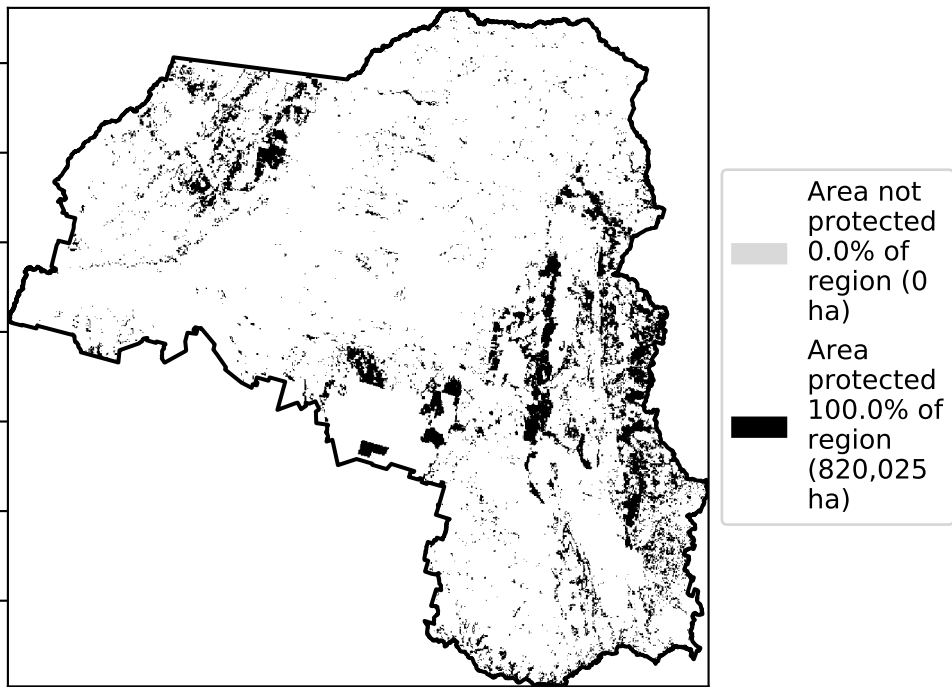 Area not
protected
0.0% of
region (0
ha)
Area
protected
100.0% of
region
(820,025
ha)